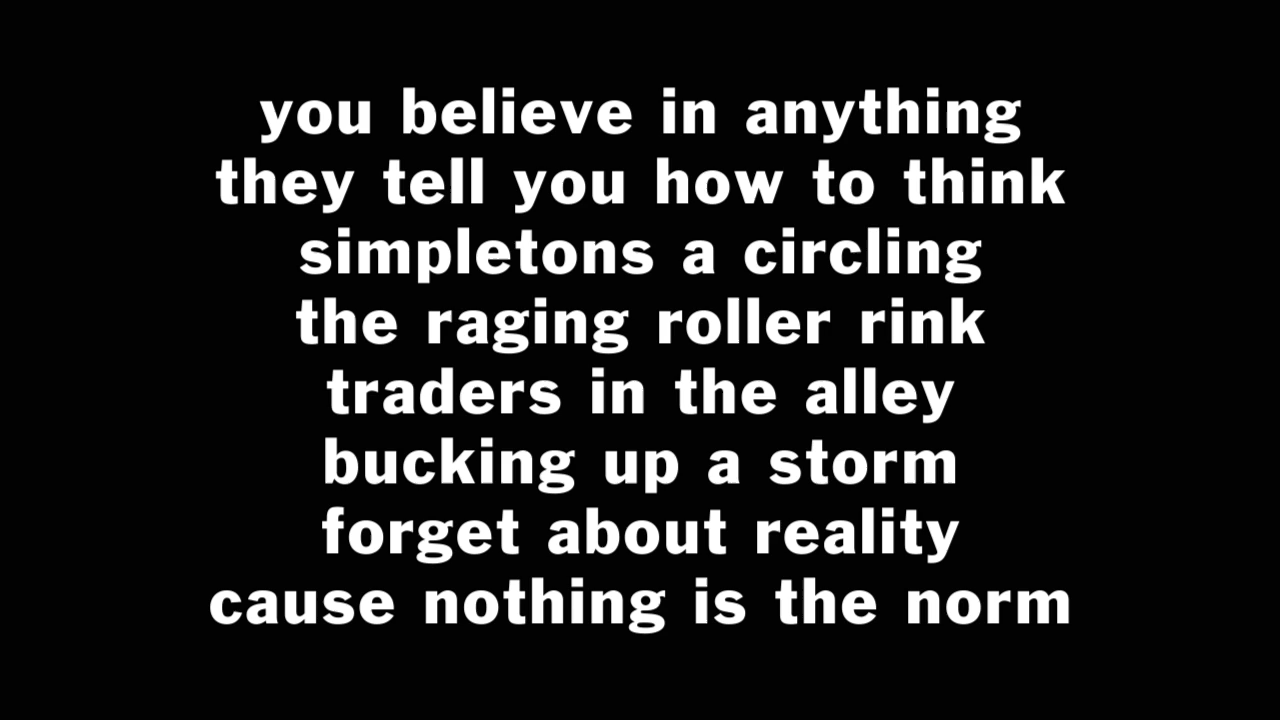 you believe in anything
they tell you how to think
simpletons a circling
the raging roller rink
traders in the alley
bucking up a storm
forget about reality
cause nothing is the norm